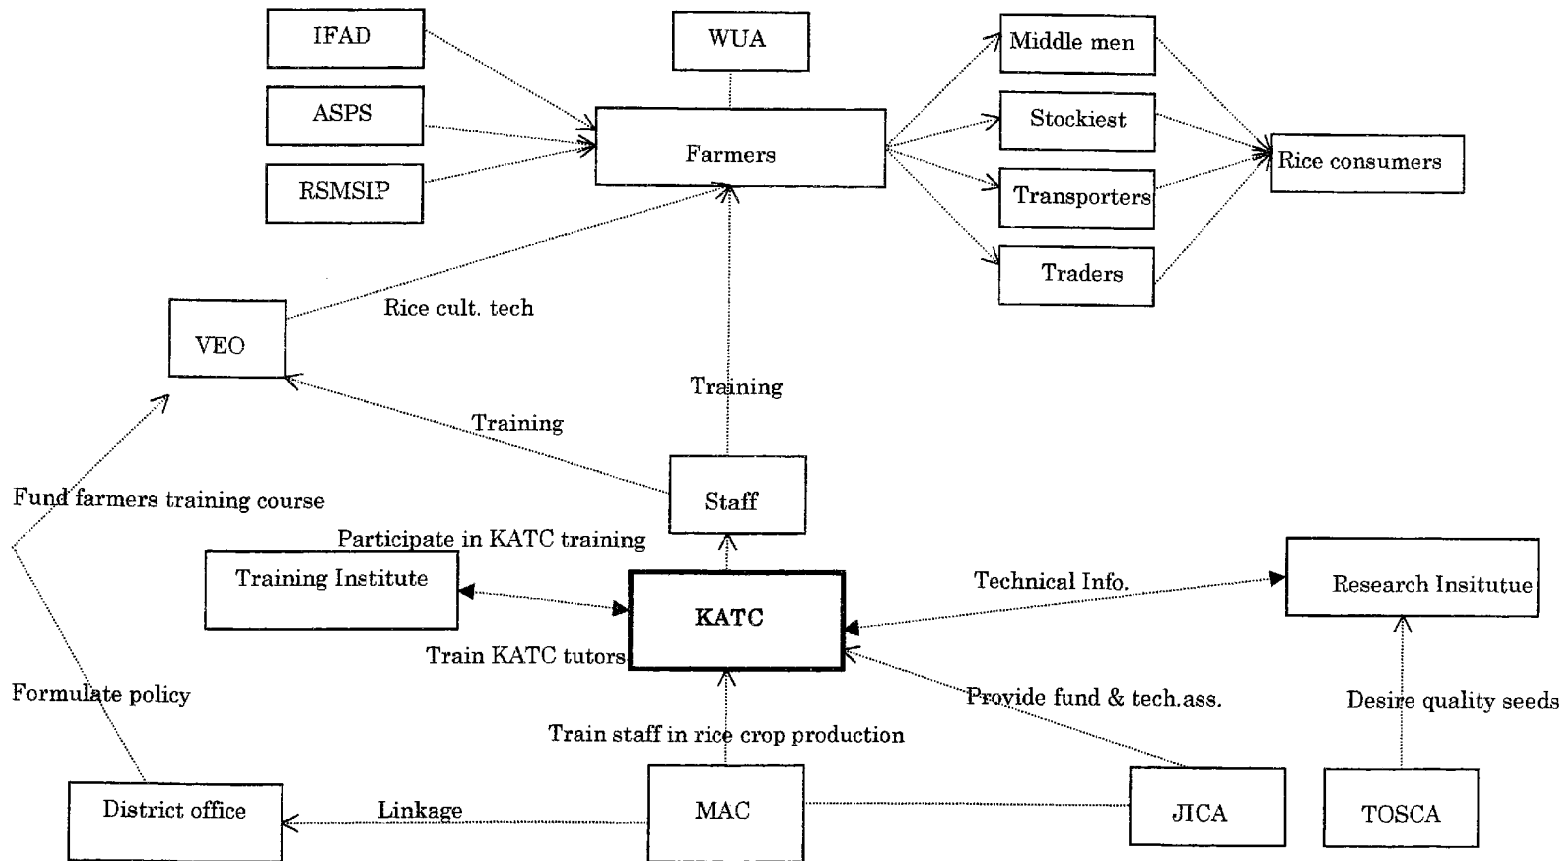 IFAD
WUA
Middle men
ASPS
Stockiest
Farmers
Rice consumers
RSMSIP
Transporters
Traders
Rice cult. tech
VEO
Training
Training
Fund farmers training course
Staff
Participate in KATC training
Training Institute
Technical Info.
Research Insitutue
KATC
Train KATC tutors
Formulate policy
Provide fund & tech.ass.
Desire quality seeds
Train staff in rice crop production
District office
Linkage
MAC
JICA
TOSCA